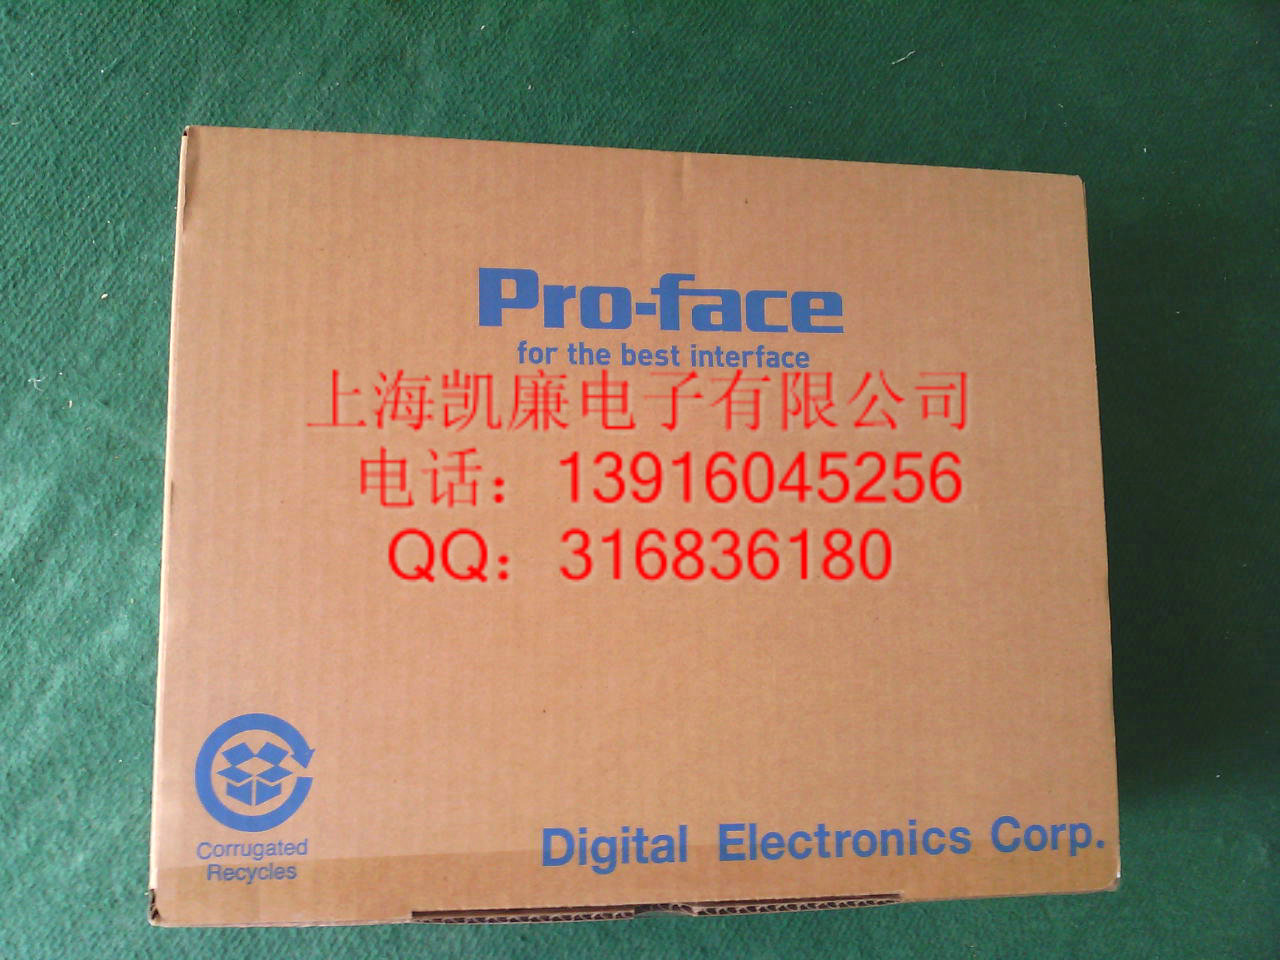 Pro-face
for the best interface
上海凯廉电子有限公司
电话：13916045256
QQ：316836180
Corrugated
Recycles
Digital Electronics Corp.